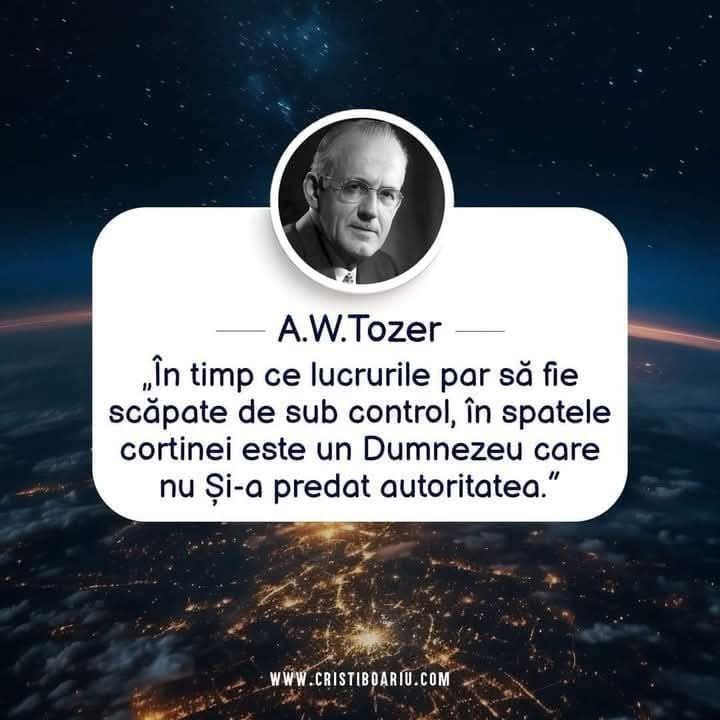 A.W.Tozer
„În timp ce lucrurile par să fie
scăpate de sub control, în spatele
cortinei este un Dumnezeu care
nu Și-a predat autoritatea.”
WWW.CRISTIBOARIU.COM